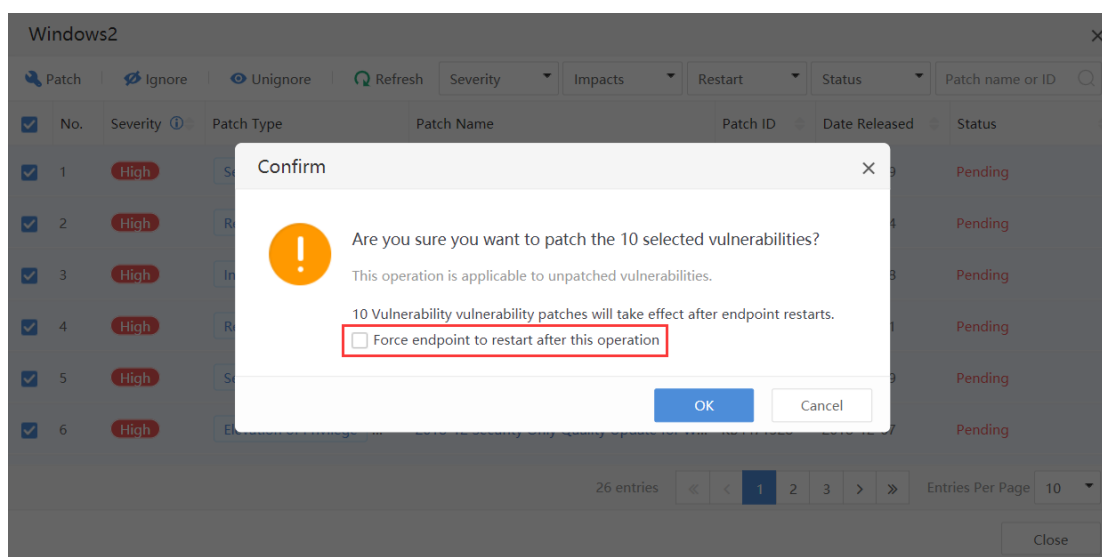 Windows2
Patch Ignore Unignore Refresh Severity Impacts Restart Status Patch name or ID
No. Severity Patch Type Patch Name Patch ID Date Released Status
Confirm
1 High Pending
2 High Pending
3 High Pending
4 High Pending
5 High Pending
6 High Pending
Are you sure you want to patch the 10 selected vulnerabilities?
This operation is applicable to unpatched vulnerabilities.
10 Vulnerability vulnerability patches will take effect after endpoint restarts.
Force endpoint to restart after this operation
OK Cancel
26 entries 1 2 3 Entries Per Page 10
Close